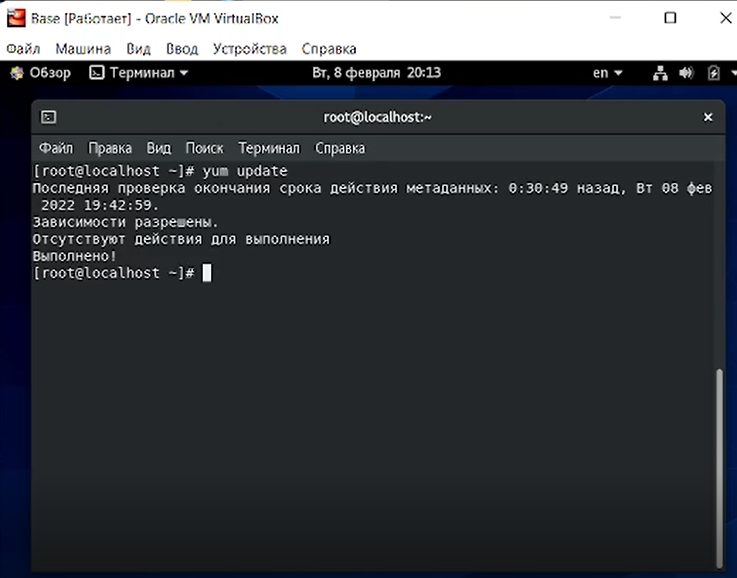 Base [Работает] - Oracle VM VirtualBox
Файл Машина Вид Ввод Устройства Справка
Обзор Терминал Вт, 8 февраля 20:13 en
root@localhost:~
Файл Правка Вид Поиск Терминал Справка
[root@localhost ~]# yum update
Последняя проверка окончания срока действия метаданных: 0:30:49 назад, Вт 08 фев
2022 19:42:59.
Зависимости разрешены.
Отсутствуют действия для выполнения
Выполнено!
[root@localhost ~]#